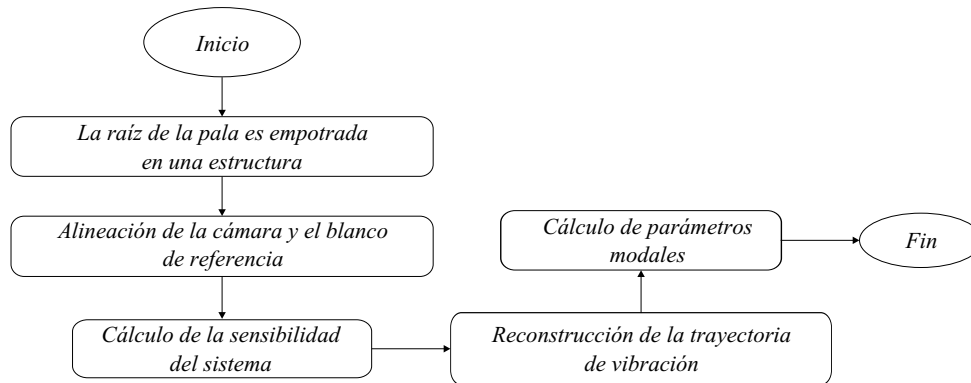 Inicio
La raíz de la pala es empotrada
en una estructura
Alineación de la cámara y el blanco
de referencia
Cálculo de la sensibilidad
del sistema
Reconstrucción de la trayectoria
de vibración
Cálculo de parámetros
modales
Fin